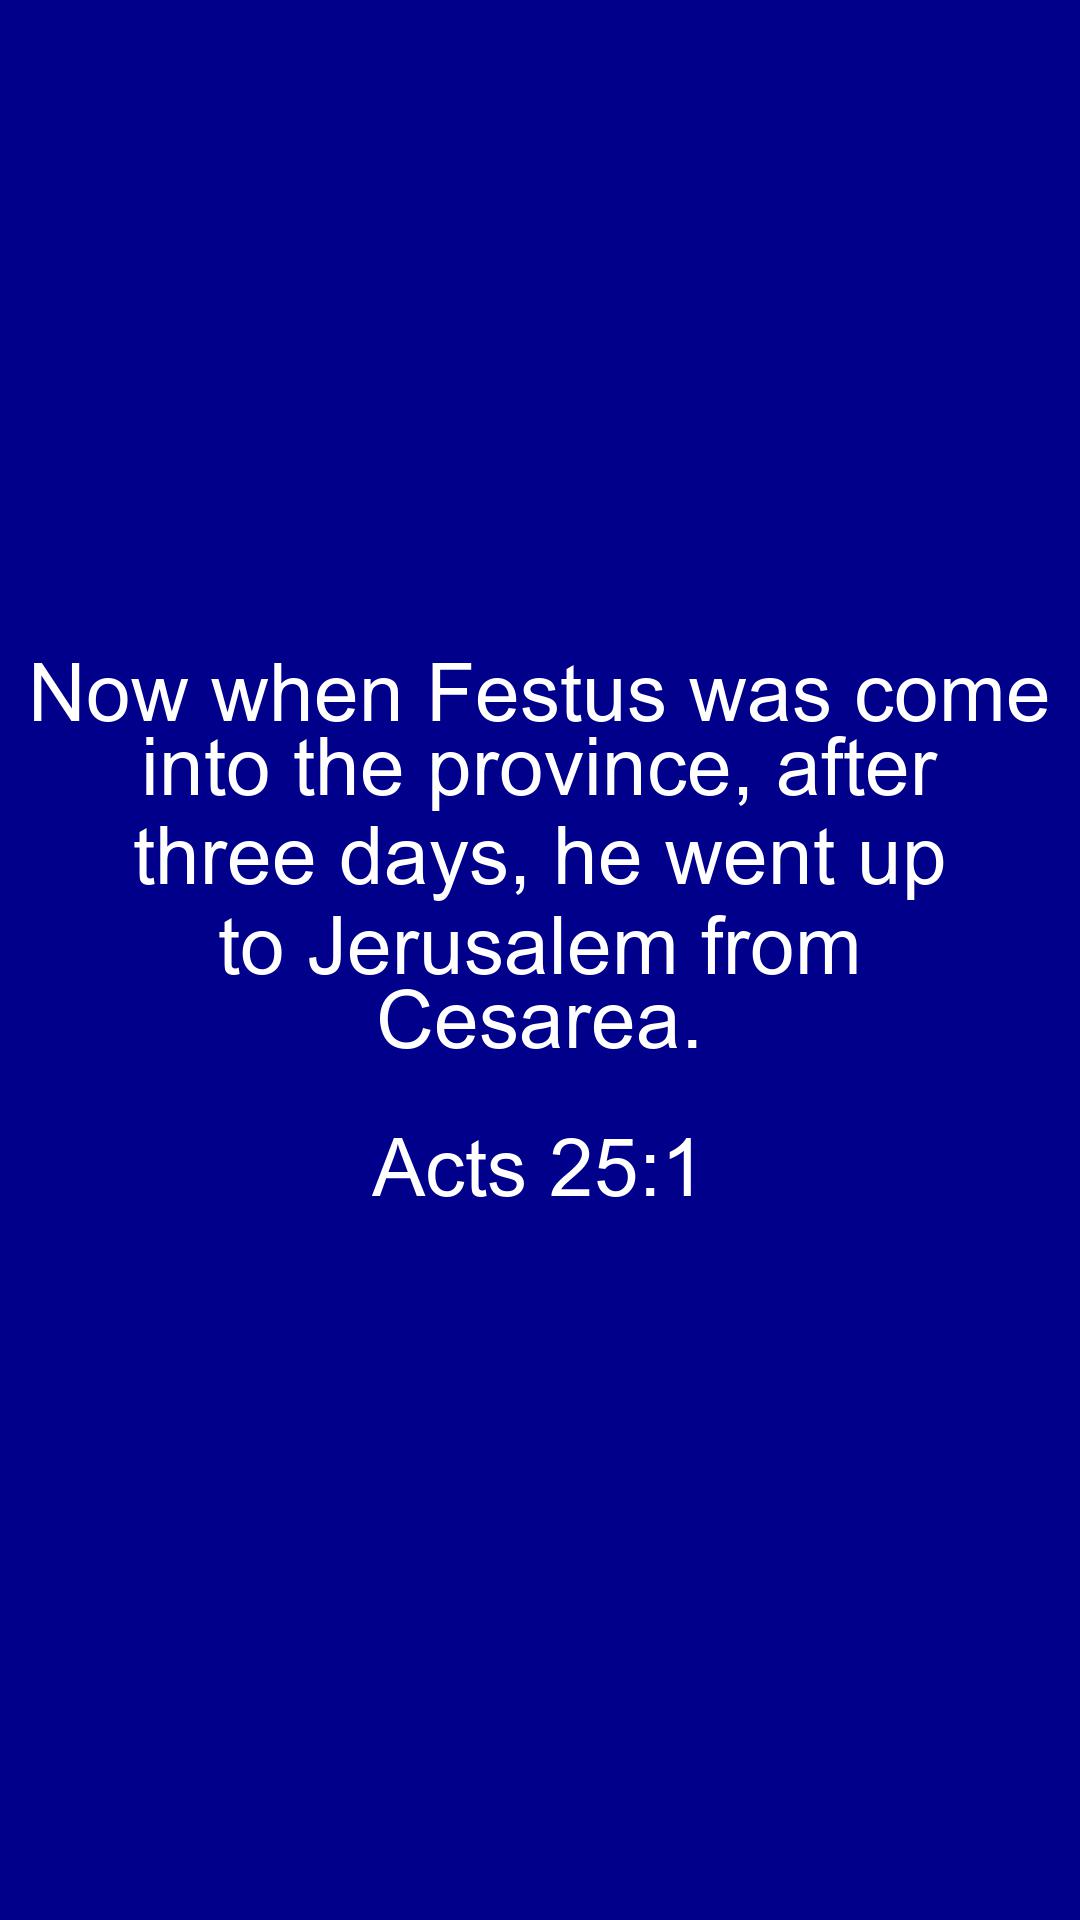 Now when Festus was come
into the province, after
three days, he went up
to Jerusalem from
Cesarea.
Acts 25:1